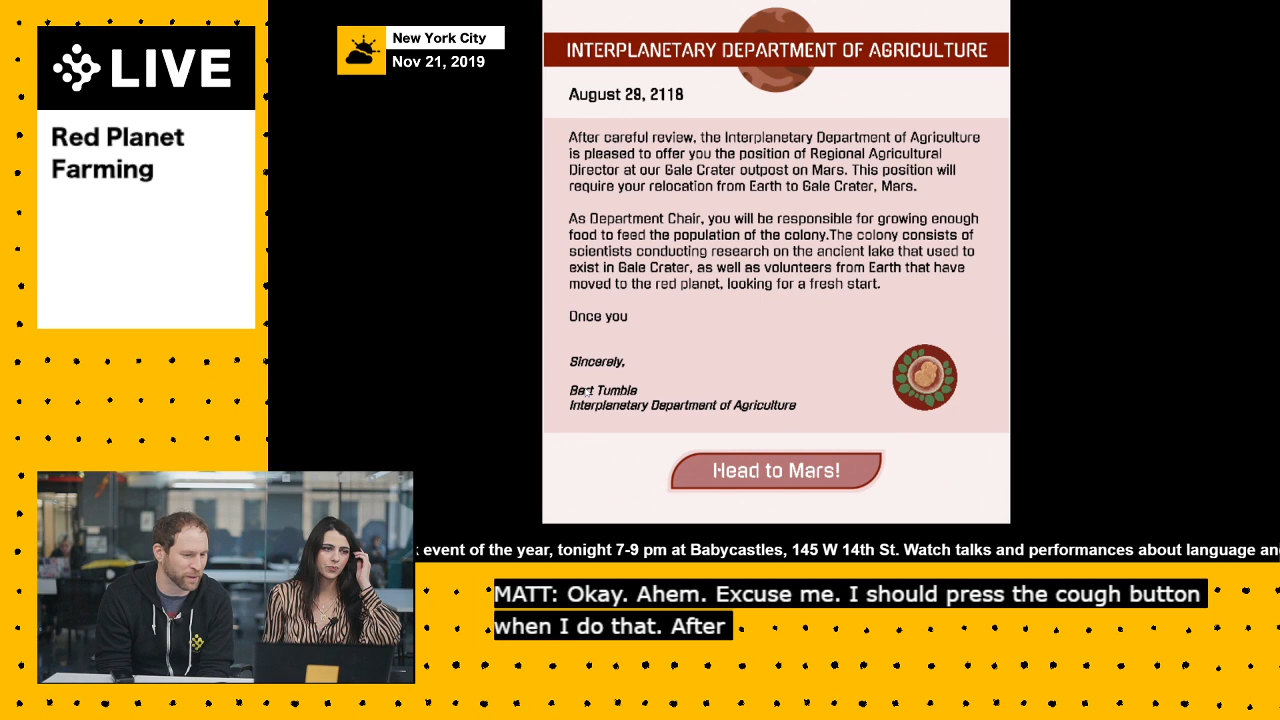 LIVE
Red Planet
Farming
New York City
Nov 21, 2019
INTERPLANETARY DEPARTMENT OF AGRICULTURE
August 29, 2118
After careful review, the Interplanetary Department of Agriculture
is pleased to offer you the position of Regional Agricultural
Director at our Gale Crater outpost on Mars. This position will
require your relocation from Earth to Gale Crater, Mars.
As Department Chair, you will be responsible for growing enough
food to feed the population of the colony.The colony consists of
scientists conducting research on the ancient lake that used to
exist in Gale Crater, as well as volunteers from Earth that have
moved to the red planet, looking for a fresh start.
Once you
Sincerely,
Bert Tumble
Interplanetary Department of Agriculture
Head to Mars!
event of the year, tonight 7-9 pm at Babycastles, 145 W 14th St. Watch talks and performances about language an
MATT: Okay. Ahem. Excuse me. I should press the cough button
when I do that. After